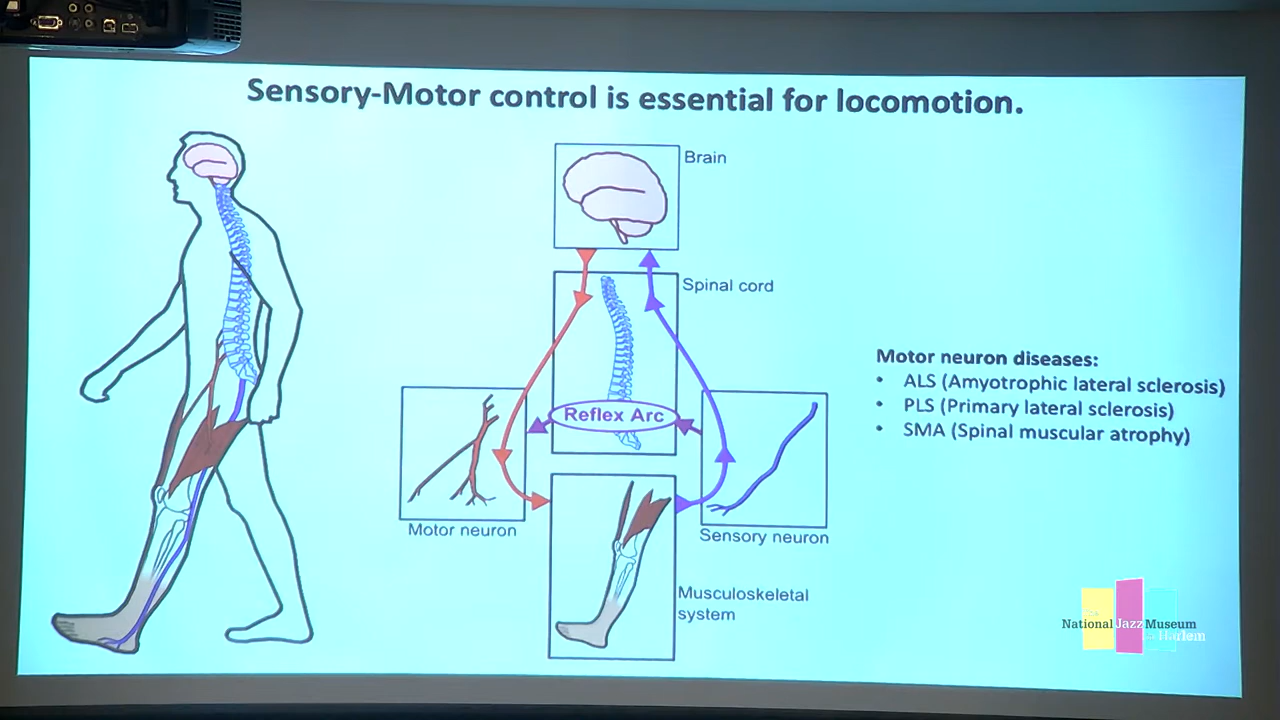 Sensory-Motor control is essential for locomotion.
Brain
Spinal cord
Reflex Arc
Motor neuron
Sensory neuron
Musculoskeletal
system
Motor neuron diseases:
• ALS (Amyotrophic lateral sclerosis)
• PLS (Primary lateral sclerosis)
• SMA (Spinal muscular atrophy)
The
National Jazz Museum
in Harlem